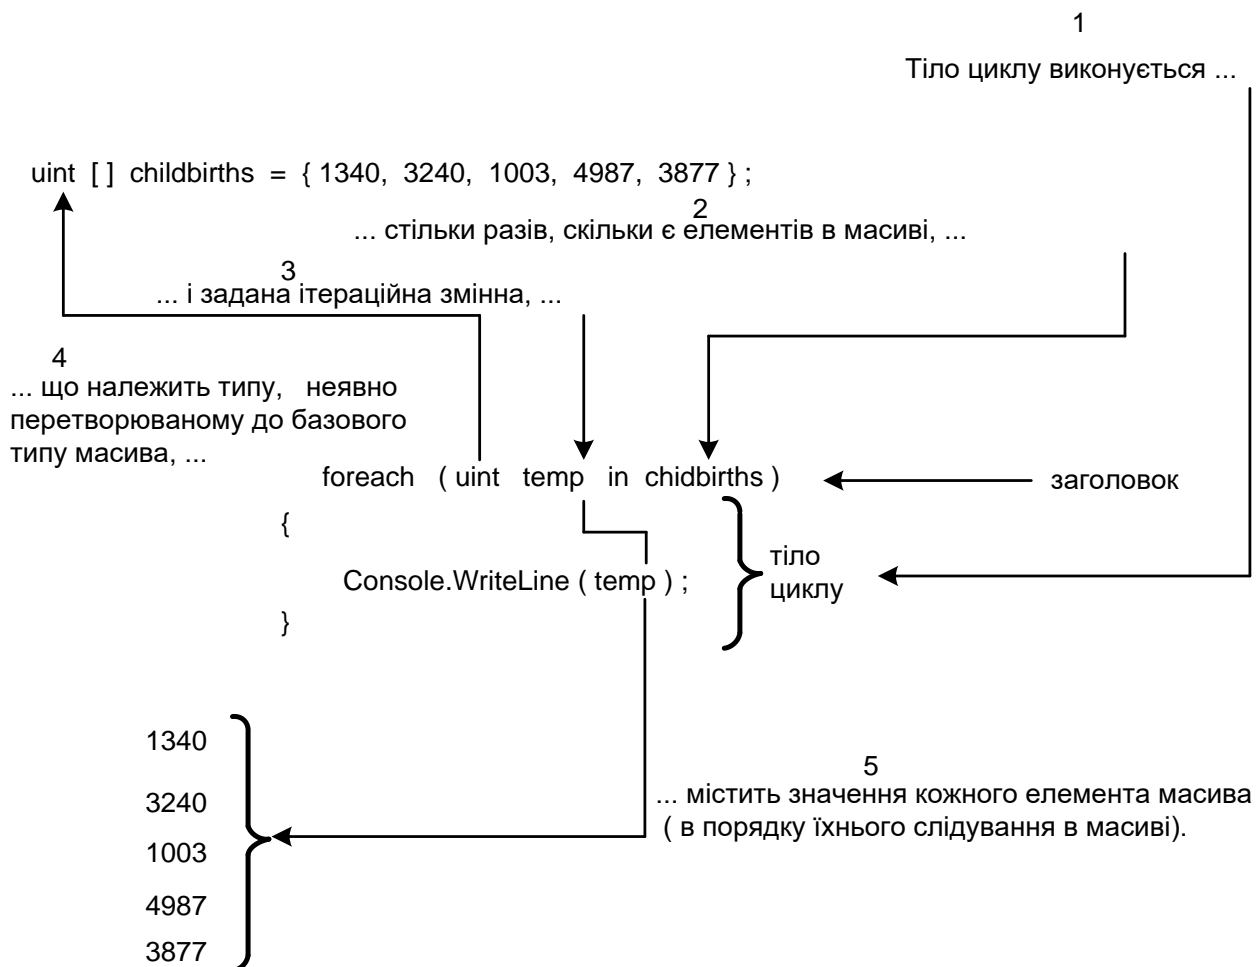 1
Тіло циклу виконується ...
uint [ ] childbirths = { 1340, 3240, 1003, 4987, 3877 } ;
2
... стільки разів, скільки є елементів в масиві, ...
3
... і задана ітераційна змінна, ...
4
... що належить типу, неявно
перетворюваному до базового
типу масива, ...
foreach ( uint temp in chidbirths )
заголовок
{
Console.WriteLine ( temp ) ;
}
тіло
циклу
1340
3240
1003
4987
3877
5
... містить значення кожного елемента масива
( в порядку їхнього слідування в масиві).